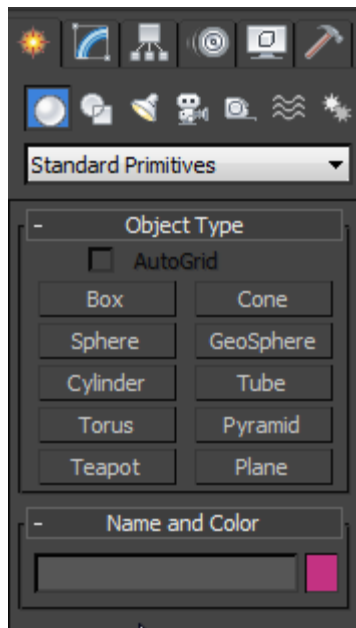 Standard Primitives
- Object Type
AutoGrid
Box Cone
Sphere GeoSphere
Cylinder Tube
Torus Pyramid
Teapot Plane
- Name and Color